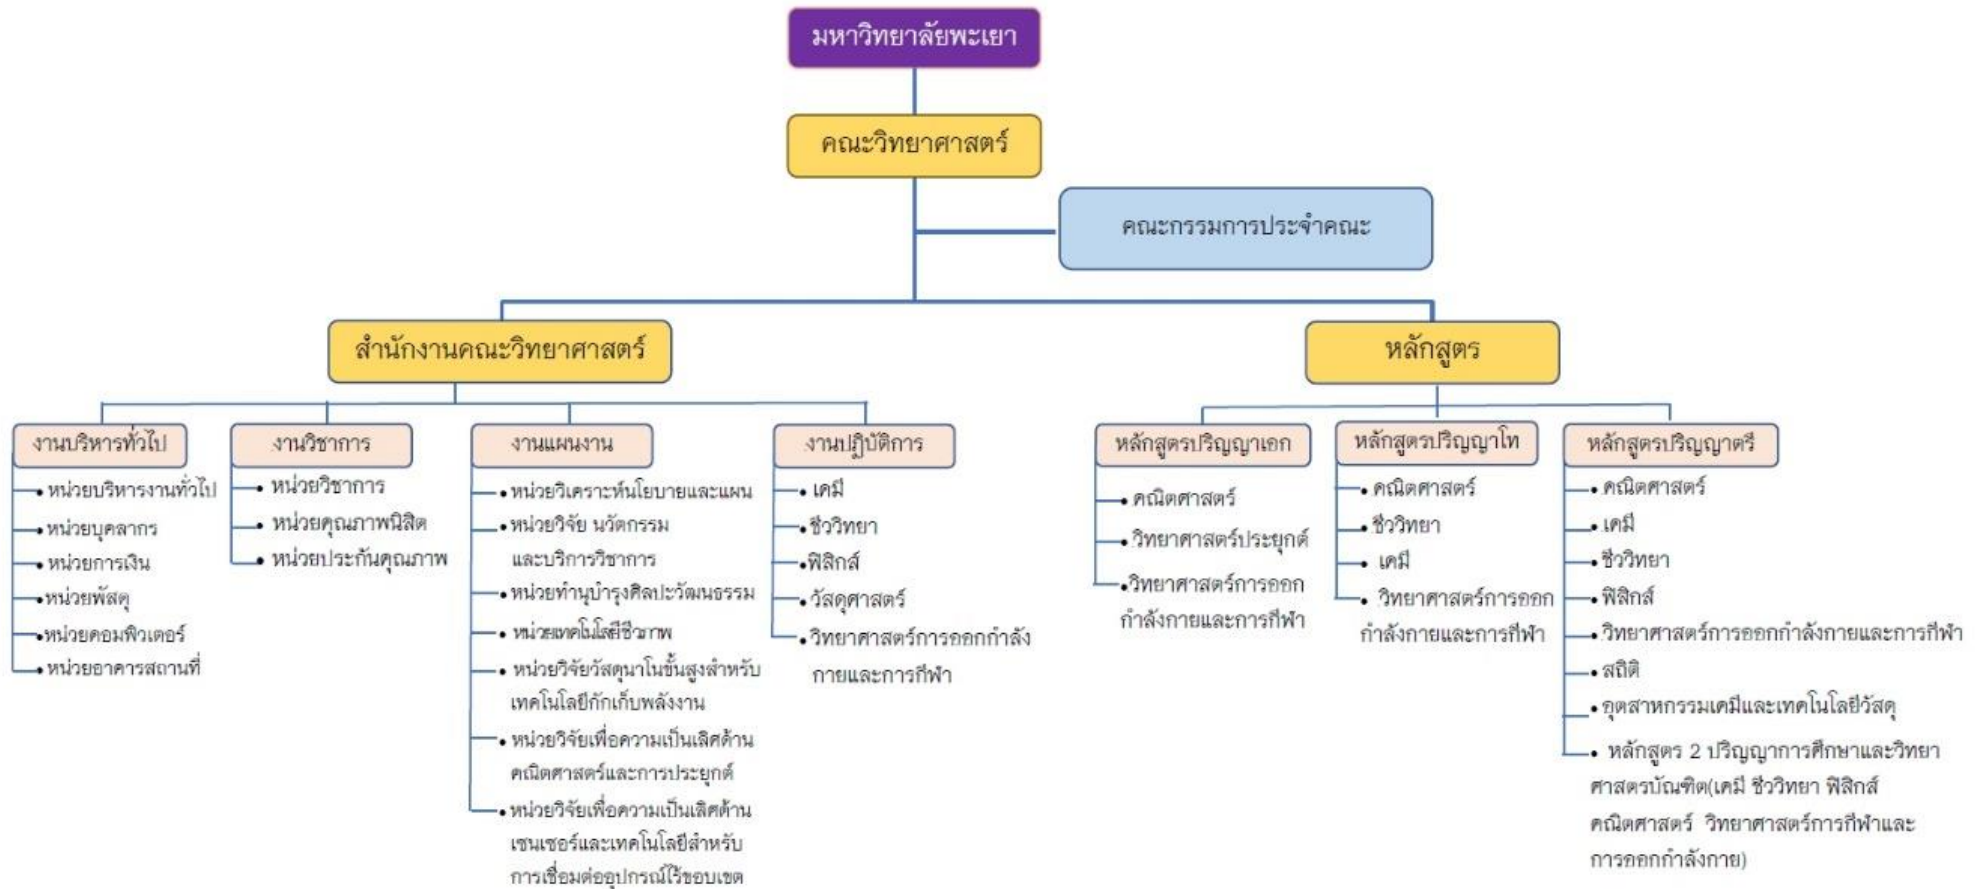 มหาวิทยาลัยพะเยา
คณะวิทยาศาสตร์
คณะกรรมการประจำคณะ
สำนักงานคณะวิทยาศาสตร์
หลักสูตร
งานบริหารทั่วไป
• หน่วยบริหารงานทั่วไป
• หน่วยบุคลากร
• หน่วยการเงิน
• หน่วยพัสดุ
• หน่วยคอมพิวเตอร์
• หน่วยอาคารสถานที่
งานวิชาการ
• หน่วยวิชาการ
• หน่วยคุณภาพนิสิต
• หน่วยประกันคุณภาพ
งานแผนงาน
• หน่วยวิเคราะห์นโยบายและแผน
• หน่วยวิจัย นวัตกรรม
และบริการวิชาการ
• หน่วยทำนุบำรุงศิลปะวัฒนธรรม
• หน่วยเทคโนโลยีชีวภาพ
• หน่วยวิจัยวัสดุนาโนขั้นสูงสำหรับ
เทคโนโลยีกักเก็บพลังงาน
• หน่วยวิจัยเพื่อความเป็นเลิศด้าน
คณิตศาสตร์และการประยุกต์
• หน่วยวิจัยเพื่อความเป็นเลิศด้าน
เซนเซอร์และเทคโนโลยีสำหรับ
การเชื่อมต่ออุปกรณ์ไร้ขอบเขต
งานปฏิบัติการ
• เคมี
• ชีววิทยา
• ฟิสิกส์
• วัสดุศาสตร์
• วิทยาศาสตร์การออกกำลัง
กายและการกีฬา
หลักสูตรปริญญาเอก
• คณิตศาสตร์
• วิทยาศาสตร์ประยุกต์
• วิทยาศาสตร์การออก
กำลังกายและการกีฬา
หลักสูตรปริญญาโท
• คณิตศาสตร์
• ชีววิทยา
• เคมี
• วิทยาศาสตร์การออก
กำลังกายและการกีฬา
หลักสูตรปริญญาตรี
• คณิตศาสตร์
• เคมี
• ชีววิทยา
• ฟิสิกส์
• วิทยาศาสตร์การออกกำลังกายและการกีฬา
• สถิติ
• อุตสาหกรรมเคมีและเทคโนโลยีวัสดุ
• หลักสูตร 2 ปริญญาการศึกษาและวิทยา
ศาสตรบัณฑิต(เคมี ชีววิทยา ฟิสิกส์
คณิตศาสตร์ วิทยาศาสตร์การกีฬาและ
การออกกำลังกาย)